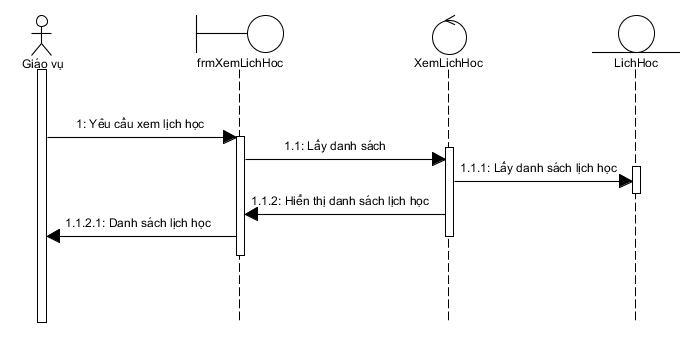 Giáo vụ
frmXemLichHoc
XemLichHoc
LichHoc
1: Yêu cầu xem lịch học
1.1: Lấy danh sách
1.1.1: Lấy danh sách lịch học
1.1.2: Hiển thị danh sách lịch học
1.1.2.1: Danh sách lịch học